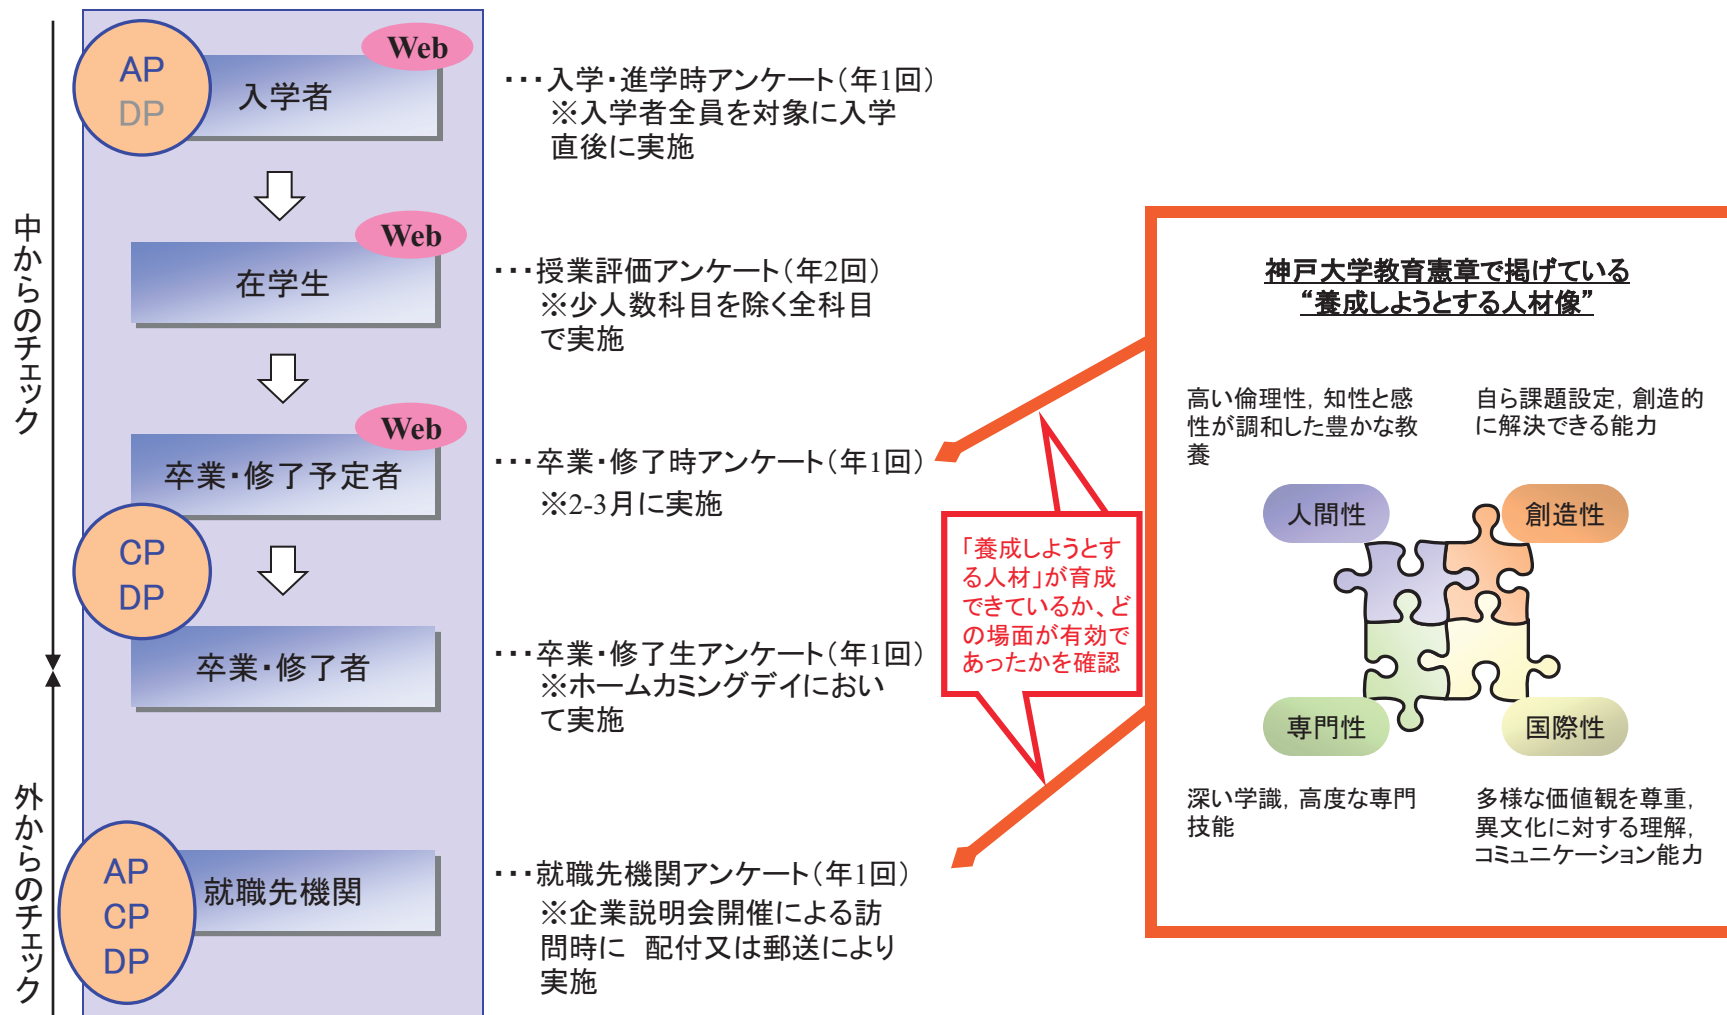 中からのチェック
外からのチェック
AP
DP
入学者
Web
・・・入学・進学時アンケート（年1回）
※入学者全員を対象に入学
直後に実施
在学生
Web
・・・授業評価アンケート（年2回）
※少人数科目を除く全科目
で実施
卒業・修了予定者
Web
・・・卒業・修了時アンケート（年1回）
※2-3月に実施
CP
DP
卒業・修了者
・・・卒業・修了生アンケート（年1回）
※ホームカミングデイにおい
て実施
AP
CP
DP
就職先機関
・・・就職先機関アンケート（年1回）
※企業説明会開催による訪
問時に 配付又は郵送により
実施
「養成しようとす
る人材」が育成
できているか、ど
の場面が有効で
あったかを確認
神戸大学教育憲章で掲げている
“養成しようとする人材像”
高い倫理性，知性と感
性が調和した豊かな教
養
自ら課題設定，創造的
に解決できる能力
人間性
創造性
専門性
国際性
深い学識，高度な専門
技能
多様な価値観を尊重，
異文化に対する理解，
コミュニケーション能力